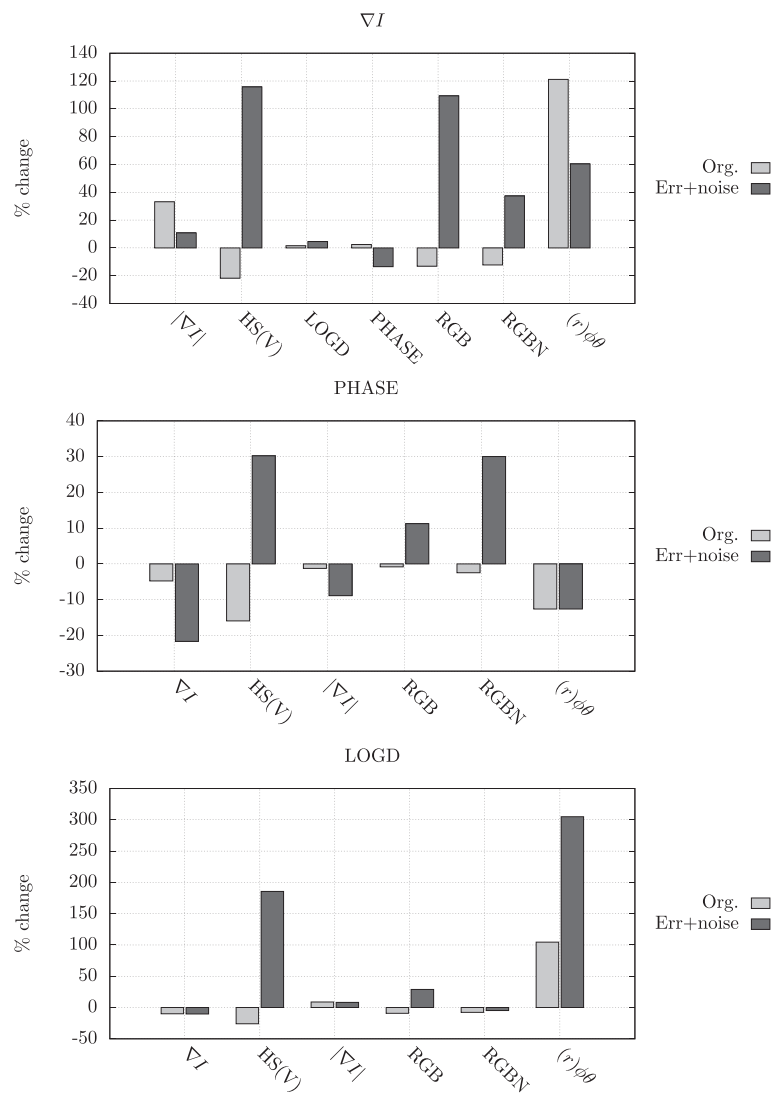 ∇I
140
120
100
80
60
40
20
0
-20
-40
% change
|∇I|
HS(V)
LOGD
PHASE
RGB
RGBN
(r)ϕθ
Org.
Err+noise
PHASE
40
30
20
10
0
-10
-20
-30
% change
∇I
HS(V)
|∇I|
RGB
RGBN
(r)ϕθ
Org.
Err+noise
LOGD
350
300
250
200
150
100
50
0
-50
% change
∇I
HS(V)
|∇I|
RGB
RGBN
(r)ϕθ
Org.
Err+noise